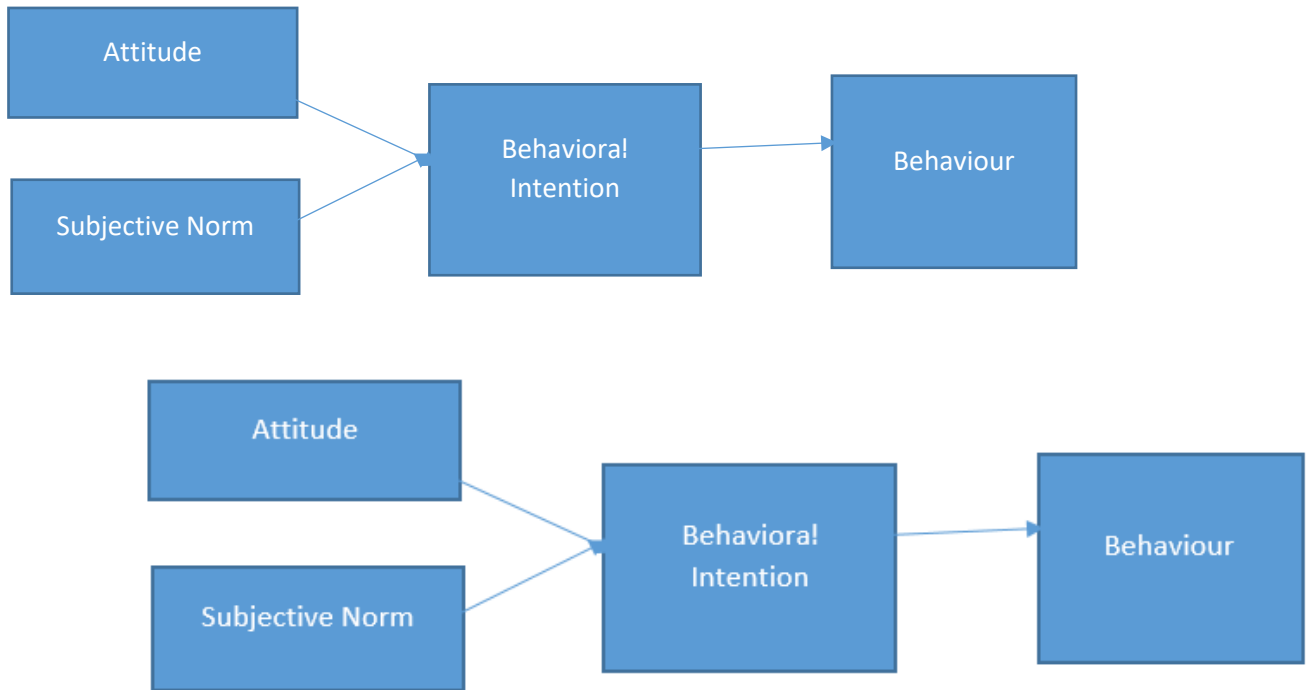 Attitude
Subjective Norm
Behaviora!
Intention
Behaviour
Attitude
Subjective Norm
Behaviora!
Intention
Behaviour